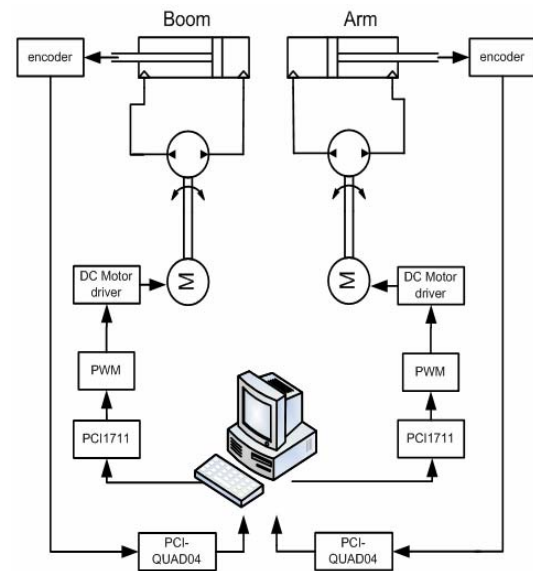 Boom
Arm
encoder
encoder
M
M
DC Motor
driver
DC Motor
driver
PWM
PWM
PCI1711
PCI1711
PCI-
QUAD04
PCI-
QUAD04